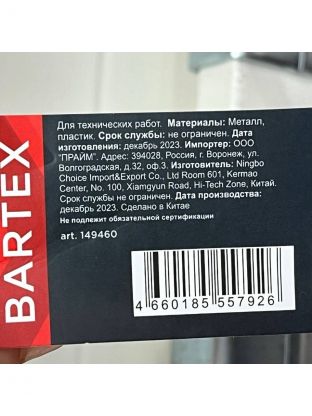 BARTEX
Для технических работ. Материалы: Металл,
пластик. Срок службы: не ограничен. Дата
изготовления: декабрь 2023. Импортер: ООО
"ПРАЙМ". Адрес: 394028, Россия, г. Воронеж, ул.
Волгоградская, д.32, оф.3. Изготовитель: Ningbo
Choice Import&Export Co., Ltd Room 601, Kermao
Center, No. 100, Xiamgyun Road, Hi-Tech Zone, Китай.
Срок службы не ограничен. Дата производства:
декабрь 2023. Сделано в Китае
Не подлежит обязательной сертификации
art. 149460
4 660185 557926